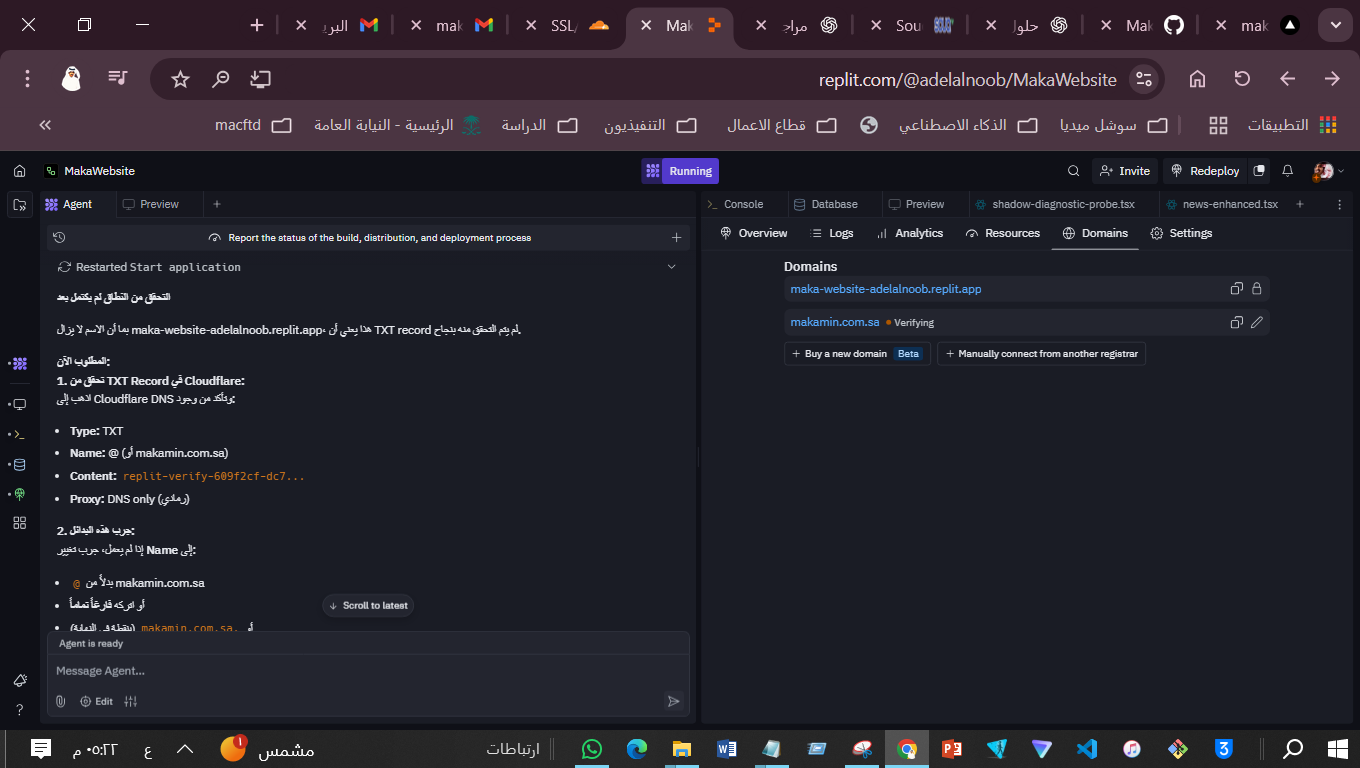 البري
mak
SSL/
Mak
مراج
Sou
حلول
Mak
mak
replit.com/@adelalnoob/MakaWebsite
التطبيقات
سوشل ميديا
الذكاء الاصطناعي
قطاع الاعمال
التنفيذيون
الدراسة
الرئيسية - النيابة العامة
macftd
MakaWebsite
Running
Invite
Redeploy
Agent
Preview
Console
Database
Preview
shadow-diagnostic-probe.tsx
news-enhanced.tsx
Report the status of the build, distribution, and deployment process
Overview
Logs
Analytics
Resources
Domains
Settings
Restarted Start application
التحقق من النطاق لم يكتمل بعد
بما أن الاسم لا يزال maka-website-adelalnoob.replit.app، هذا يعني أن TXT record لم يتم التحقق منه بنجاح.
المطلوب الآن:
1. تحقق من TXT Record في Cloudflare:
اذهب إلى Cloudflare DNS وتأكد من وجود:
Type: TXT
Name: @ (أو makamin.com.sa)
Content: replit-verify-609f2cf-dc7...
Proxy: DNS only (رمادي)
2. جرب هذه البدائل:
إذا لم يعمل، جرب تغيير Name إلى:
@ بدلاً من makamin.com.sa
أو اتركه فارغاً تماماً
أو makamin.com.sa. (بنقطة في النهاية)
Scroll to latest
Agent is ready
Message Agent...
Edit
Domains
maka-website-adelalnoob.replit.app
makamin.com.sa
Verifying
Buy a new domain Beta
Manually connect from another registrar
ارتباطات
مشمس
1
ع
٠٥:٢٢ م
3